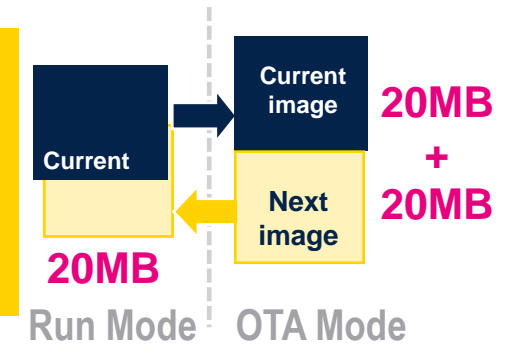 Current
20MB
Run Mode
Current
image
Next
image
20MB
+
20MB
OTA Mode